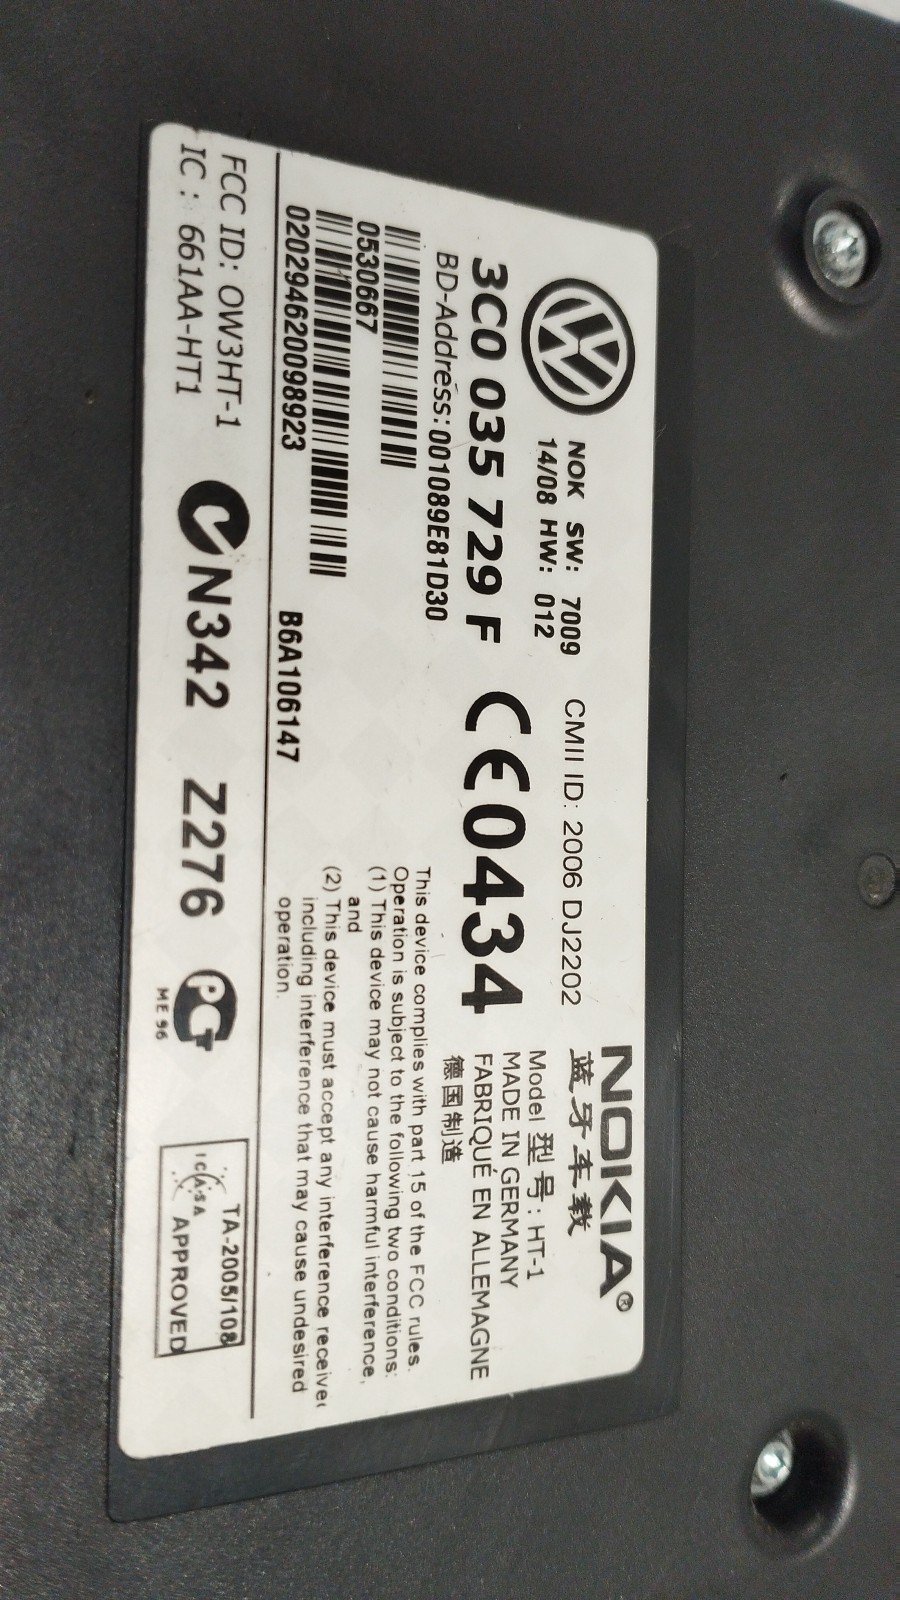 NOKIA®
NOK SW: 7009 CMII ID: 2006 DJ2202 蓝牙车载
14/08 HW: 012 Model 型号: HT-1
MADE IN GERMANY
3C0 035 729 F CE0434 FABRIQUÉ EN ALLEMAGNE
BD-Address:001089E81D30 德国制造
This device complies with part 15 of the FCC rules.
Operation is subject to the following two conditions:
0530667
(1) This device may not cause harmful interference,
and
(2) This device must accept any interference receive
including interference that may cause undesired
operation.
02029462009 8923 B6A106147
FCC ID: OW3HT-1 N342 Z276 PCT TA-2005/108
IC : 661AA-HT1 ME 96 ICASA APPROVED